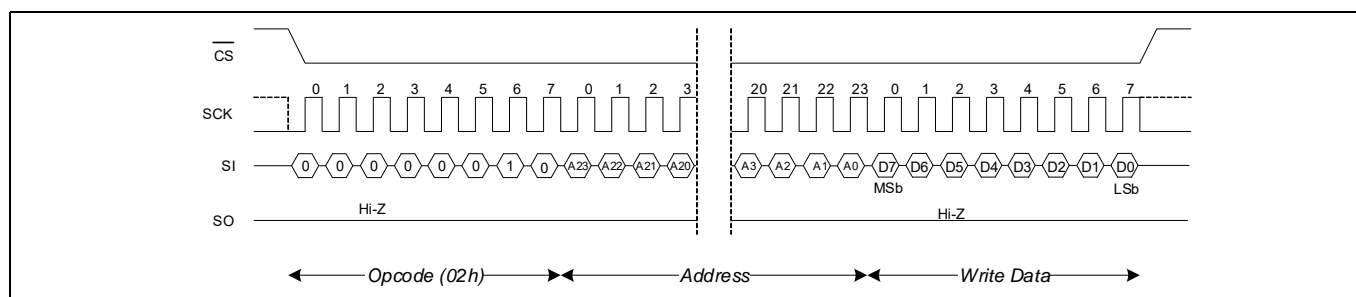 CS
0 1 2 3 4 5 6 7 0 1 2 3 20 21 22 23 0 1 2 3 4 5 6 7
SCK
SI 0 0 0 0 0 0 1 0 A23 A22 A21 A20 A3 A2 A1 A0 D7 D6 D5 D4 D3 D2 D1 D0
MSb LSb
Hi-Z Hi-Z
SO
Opcode (02h) Address Write Data